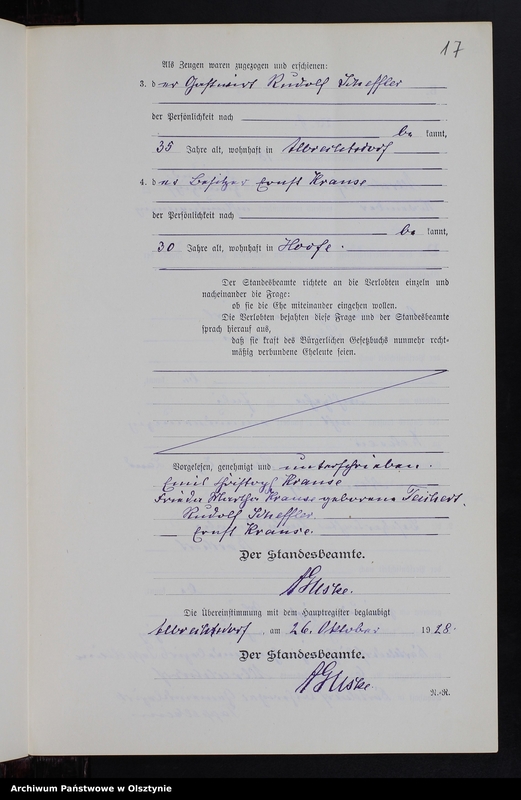 17
Als Zeugen waren zugezogen und erschienen:
3. der Gastwirt Rudolf Scheffler
der Persönlichkeit nach
be kannt,
35 Jahre alt, wohnhaft in Albrechtsdorf
4. der Besitzer Ernst Krause
der Persönlichkeit nach
be kannt,
30 Jahre alt, wohnhaft in Hoofe.
Der Standesbeamte richtete an die Verlobten einzeln und
nacheinander die Frage:
ob sie die Ehe miteinander eingehen wollen.
Die Verlobten bejahten diese Frage und der Standesbeamte
sprach hierauf aus,
daß sie kraft des Bürgerlichen Gesetzbuchs nunmehr recht-
mäßig verbundene Eheleute seien.
Vorgelesen, genehmigt und unterschrieben.
Emil Christoph Krause
Frieda Martha Krause geborene Teichert.
Rudolf Scheffler.
Ernst Krause.
Der Standesbeamte.
Die Übereinstimmung mit dem Hauptregister beglaubigt
Albrechtsdorf, am 26. Oktober 1928.
Der Standesbeamte.
N.-R.
Archiwum Państwowe w Olsztynie